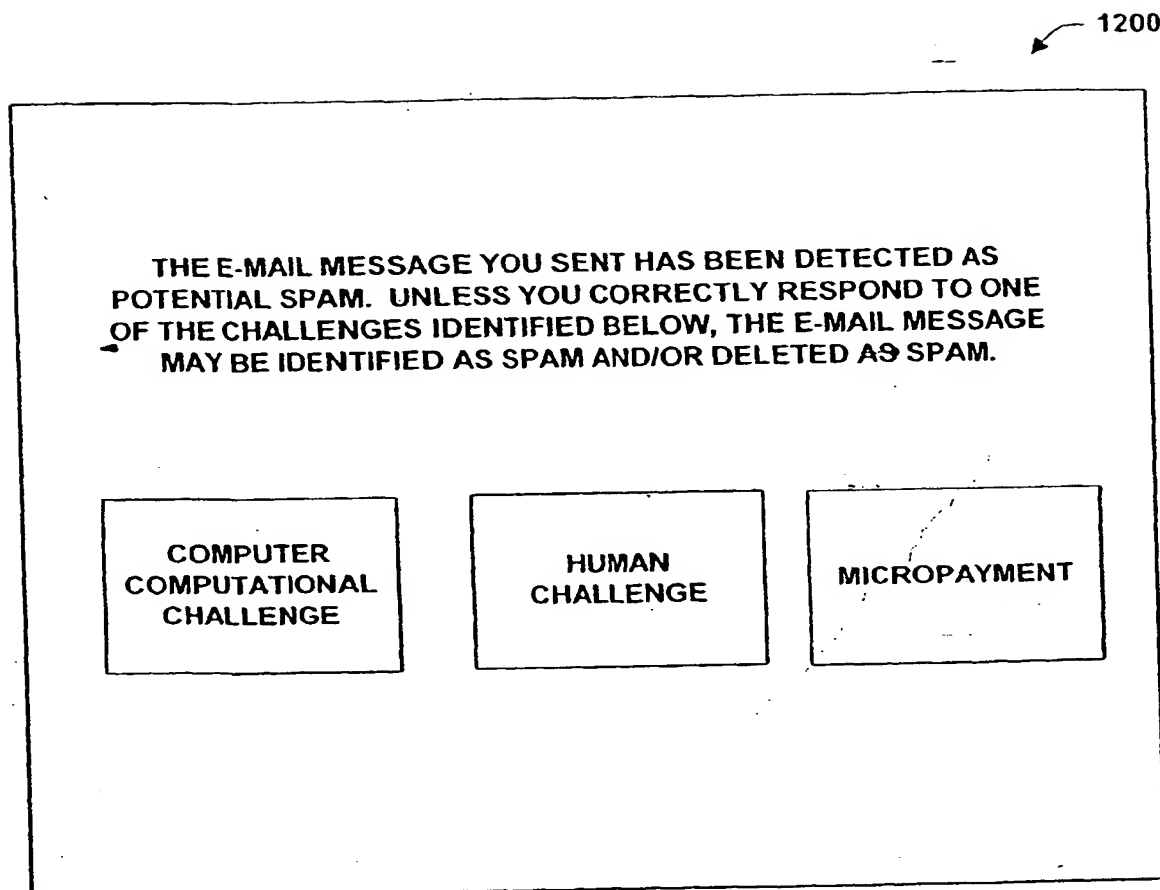 1200
THE E-MAIL MESSAGE YOU SENT HAS BEEN DETECTED AS
POTENTIAL SPAM. UNLESS YOU CORRECTLY RESPOND TO ONE
OF THE CHALLENGES IDENTIFIED BELOW, THE E-MAIL MESSAGE
MAY BE IDENTIFIED AS SPAM AND/OR DELETED AS SPAM.
COMPUTER
COMPUTATIONAL
CHALLENGE
HUMAN
CHALLENGE
MICROPAYMENT